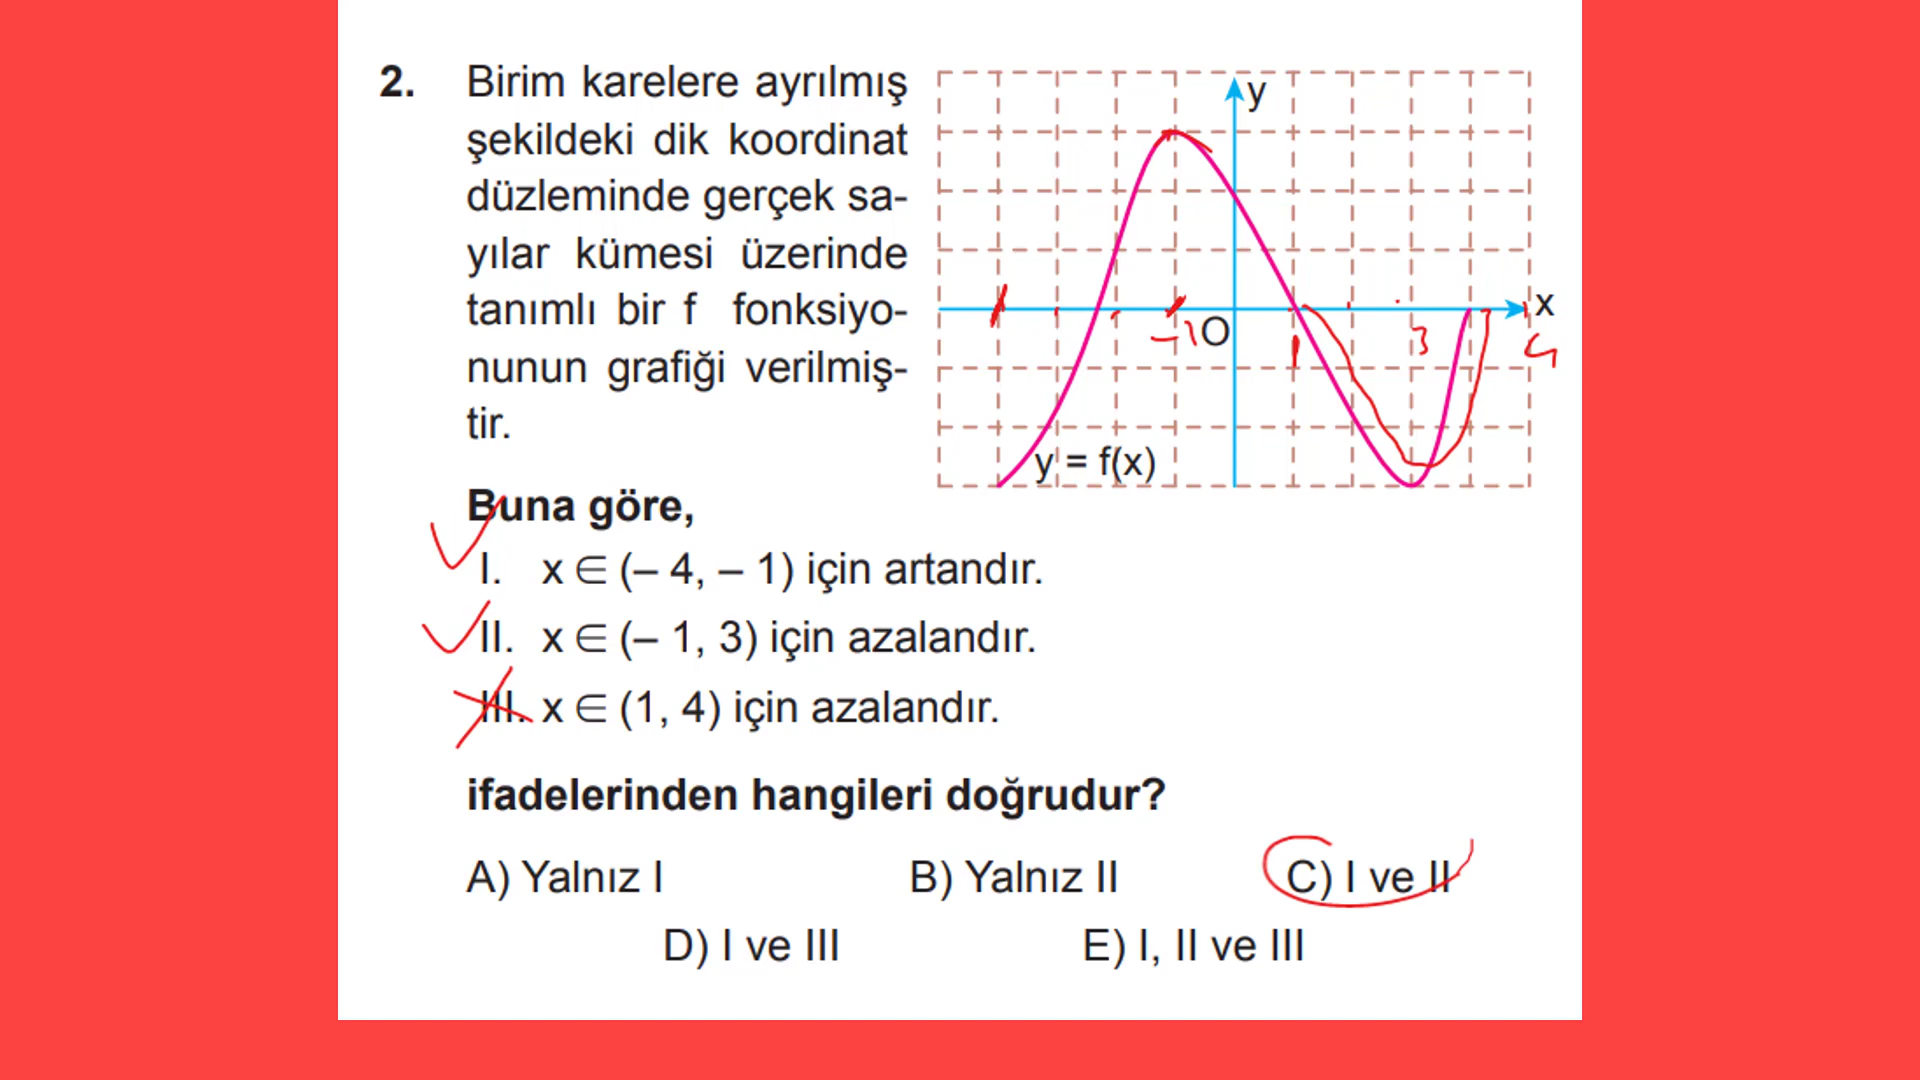 2. Birim karelere ayrılmış
şekildeki dik koordinat
düzleminde gerçek sa-
yılar kümesi üzerinde
tanımlı bir f fonksiyo-
nunun grafiği verilmiş-
tir.
y
x
O
-1
1
3
4
y = f(x)
Buna göre,
I. x ∈ (– 4, – 1) için artandır.
II. x ∈ (– 1, 3) için azalandır.
III. x ∈ (1, 4) için azalandır.
ifadelerinden hangileri doğrudur?
A) Yalnız I B) Yalnız II C) I ve II
D) I ve III E) I, II ve III